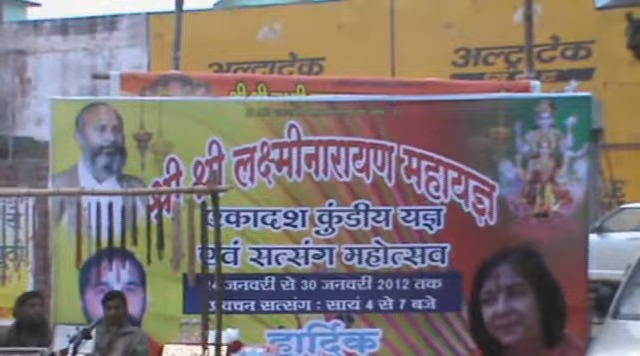 अल्ट्राटेक
अल्ट्राटेक
श्री श्री लक्ष्मीनारायण महायज्ञ
एकादश कुंडीय यज्ञ
एवं सत्संग महोत्सव
जनवरी से 30 जनवरी 2012 तक
प्रवचन सत्संग : सायं 4 से 7 बजे
हार्दिक